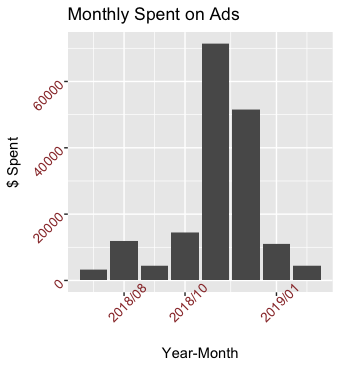 Monthly Spent on Ads
$ Spent
60000
40000
20000
0
2018/08
2018/10
2019/01
Year-Month